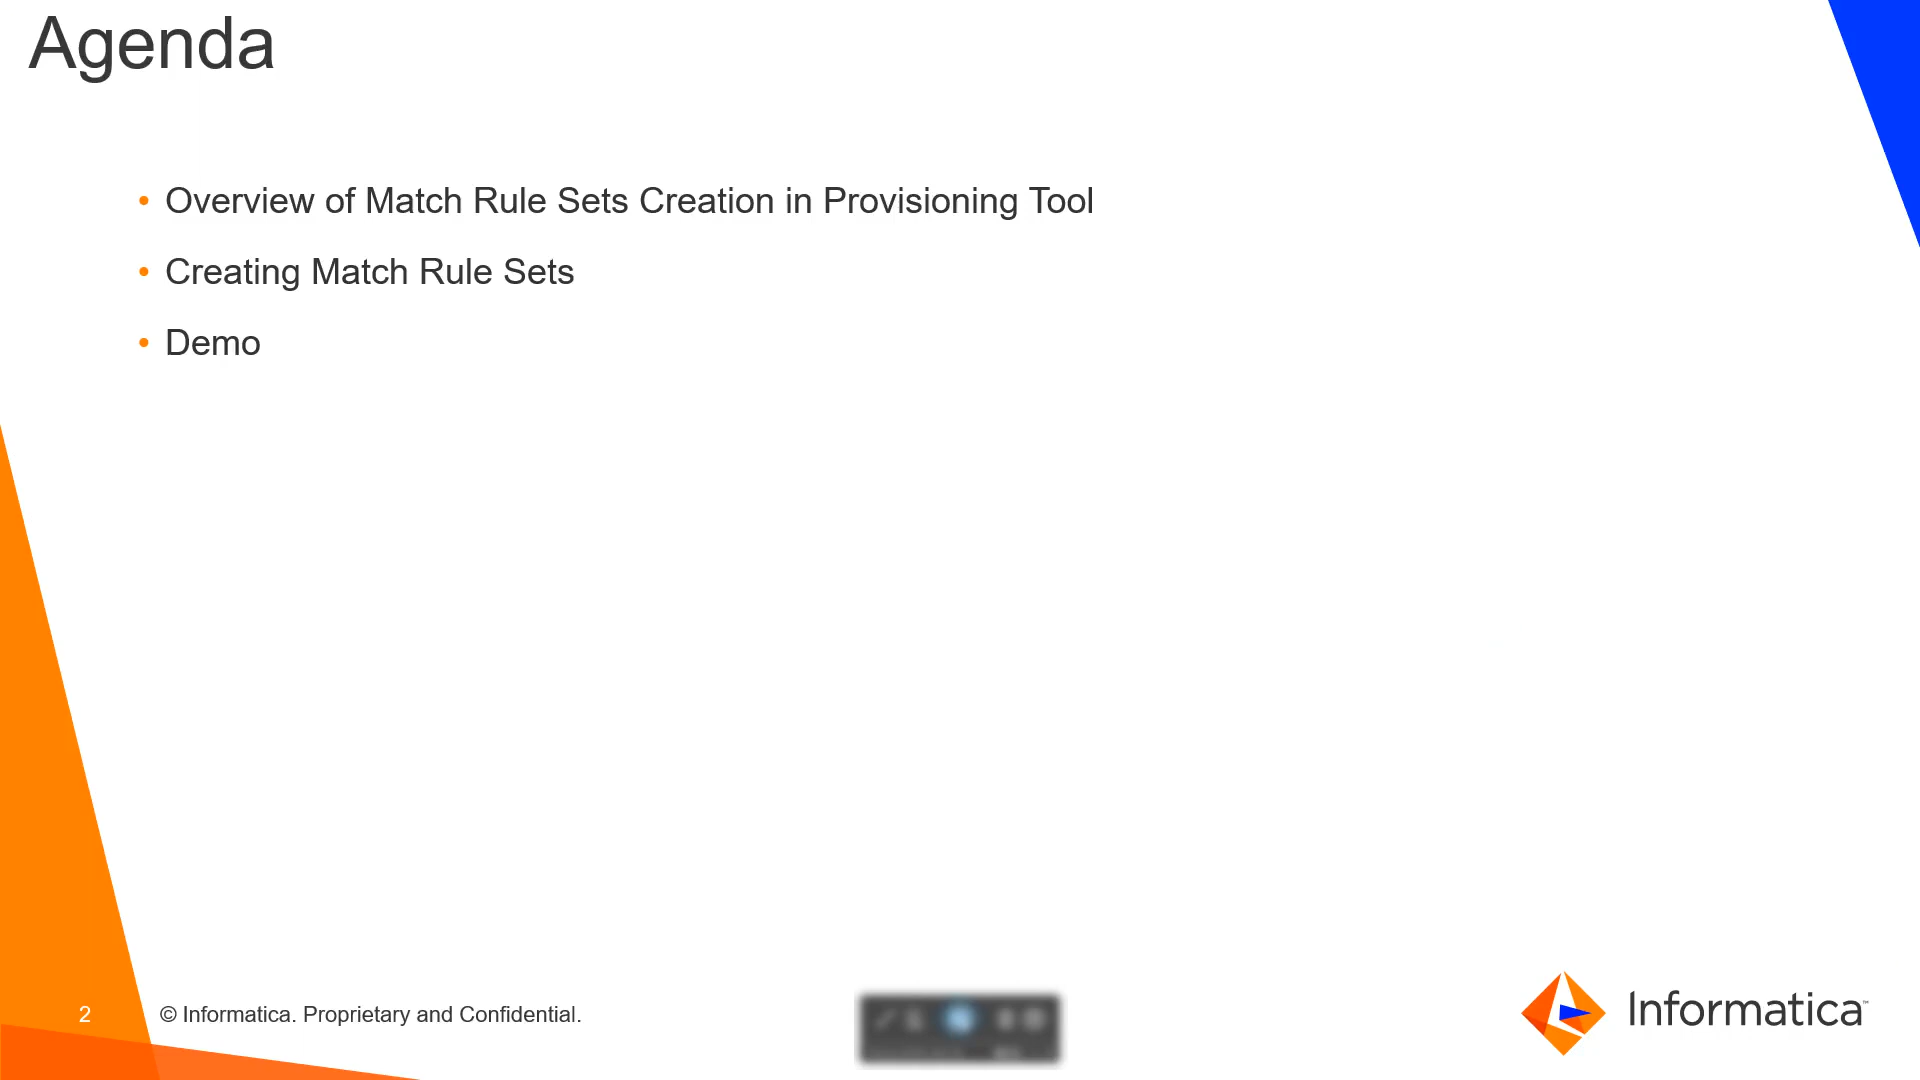 Agenda
• Overview of Match Rule Sets Creation in Provisioning Tool
• Creating Match Rule Sets
• Demo
2
© Informatica. Proprietary and Confidential.
Informatica™